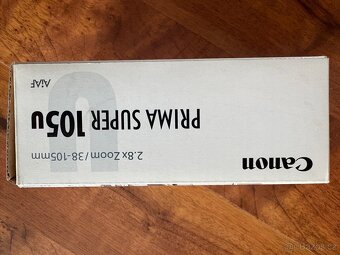 Canon
2.8x Zoom/38-105mm
PRIMA SUPER 105u
AiAF